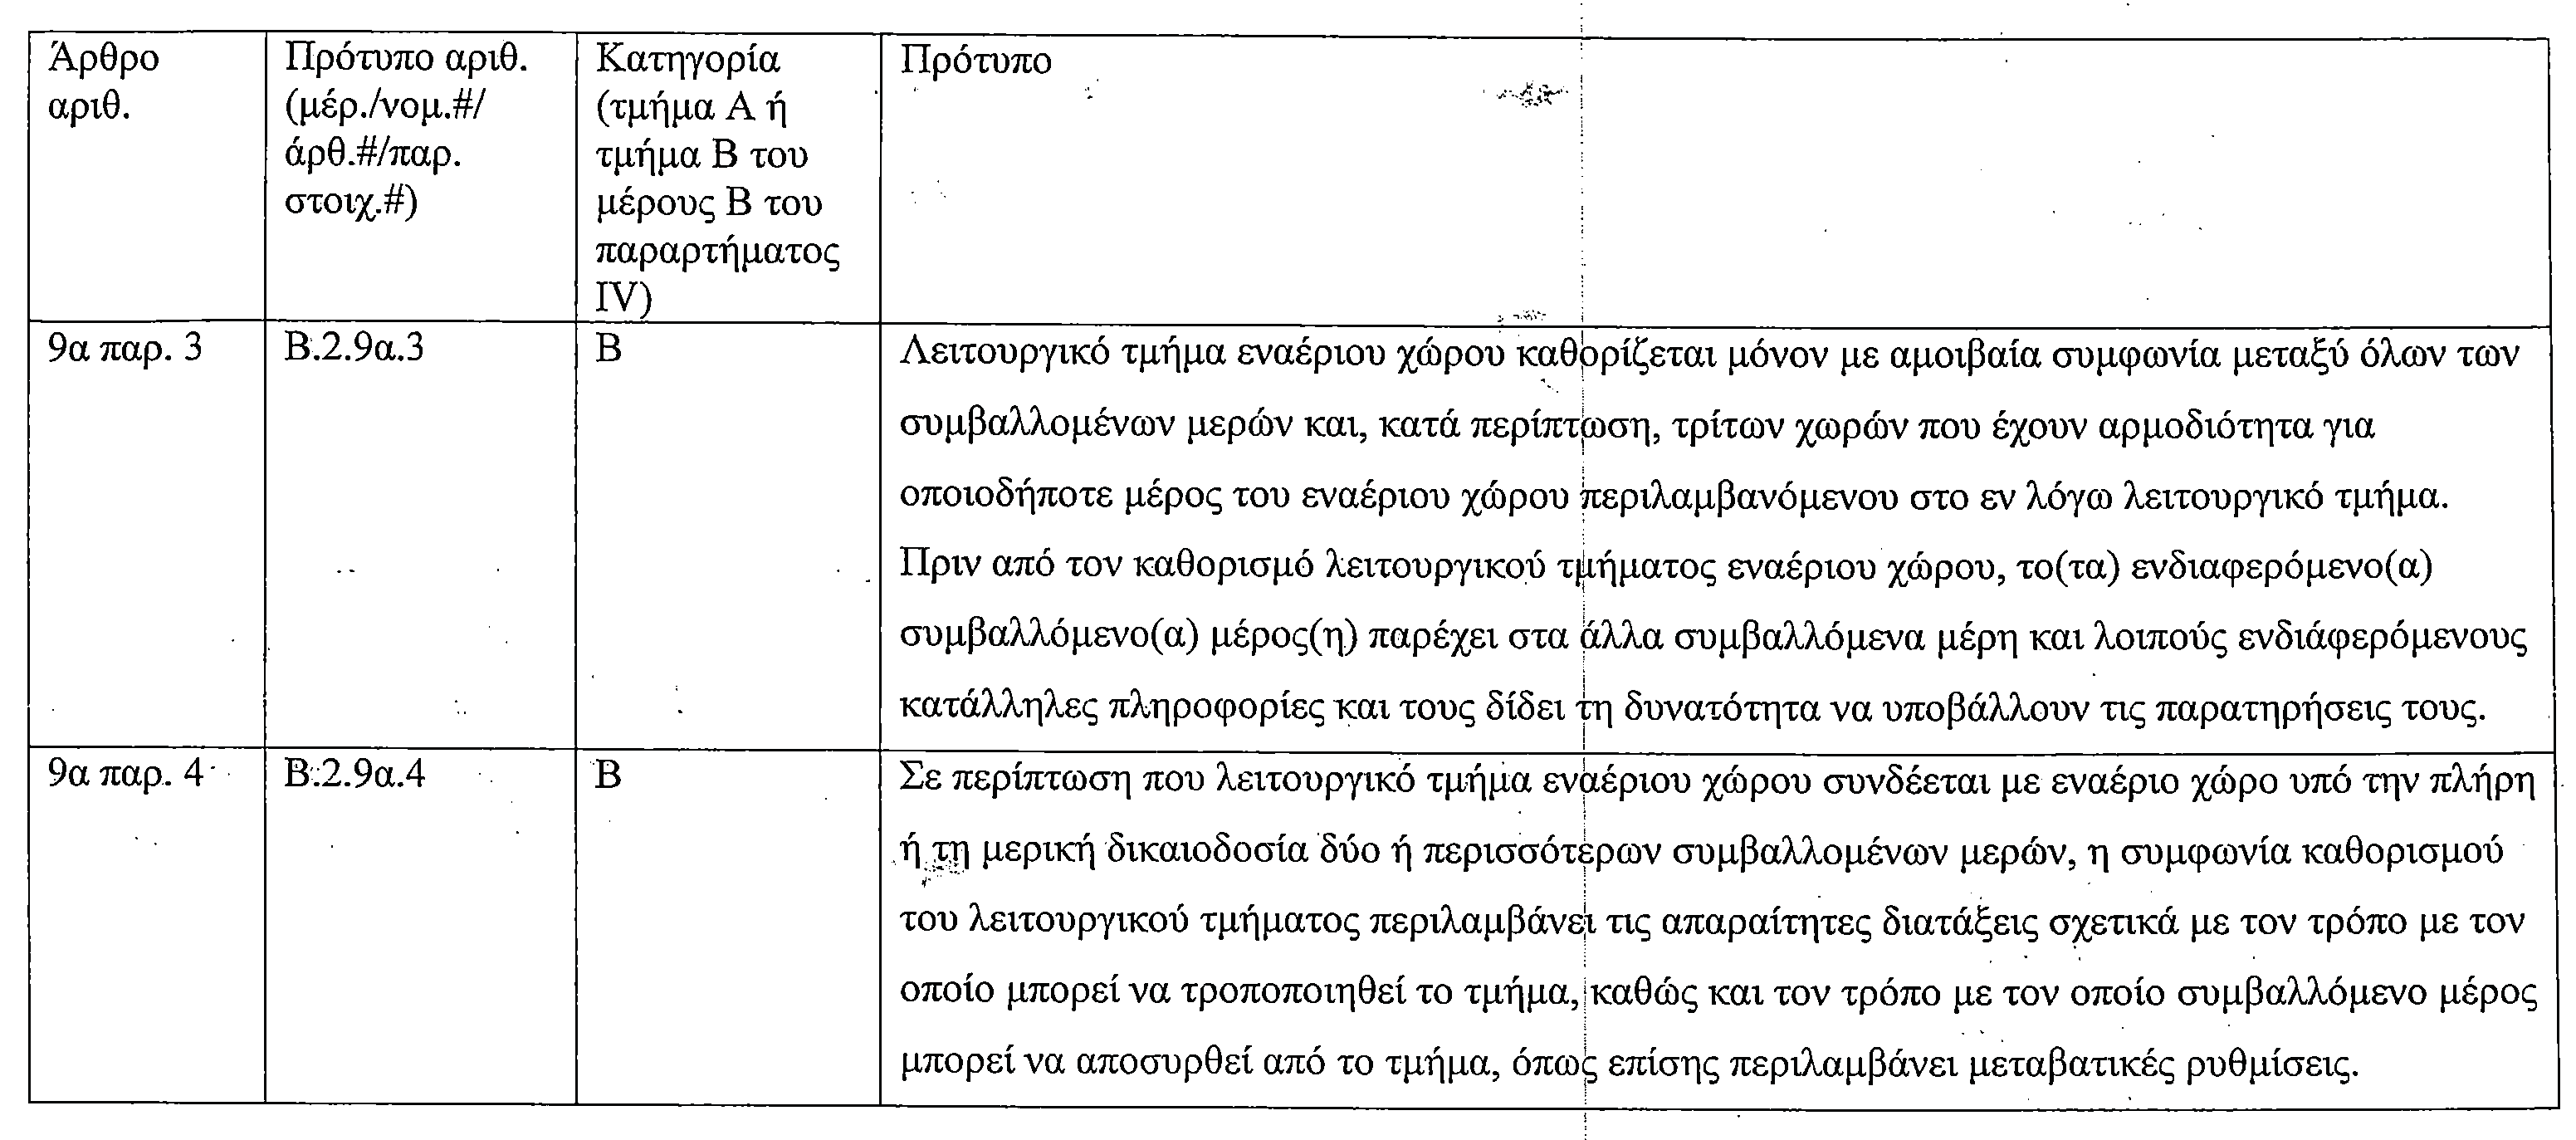 Άρθρο
αριθ.
Πρότυπο αριθ.
(μέρ./νομ.#/
άρθ.#/παρ.
στοιχ.#)
Κατηγορία
(τμήμα Α ή
τμήμα Β του
μέρους Β του
παραρτήματος
IV)
Πρότυπο
9α παρ. 3
Β.2.9α.3
Β
Λειτουργικό τμήμα εναέριου χώρου καθορίζεται μόνον με αμοιβαία συμφωνία μεταξύ όλων των
συμβαλλομένων μερών και, κατά περίπτωση, τρίτων χωρών που έχουν αρμοδιότητα για
οποιοδήποτε μέρος του εναέριου χώρου περιλαμβανόμενου στο εν λόγω λειτουργικό τμήμα.
Πριν από τον καθορισμό λειτουργικού τμήματος εναέριου χώρου, το(τα) ενδιαφερόμενο(α)
συμβαλλόμενο(α) μέρος(η) παρέχει στα άλλα συμβαλλόμενα μέρη και λοιπούς ενδιάφερόμενους
κατάλληλες πληροφορίες και τους δίδει τη δυνατότητα να υποβάλλουν τις παρατηρήσεις τους.
9α παρ. 4
Β.2.9α.4
Β
Σε περίπτωση που λειτουργικό τμήμα εναέριου χώρου συνδέεται με εναέριο χώρο υπό την πλήρη
ή τη μερική δικαιοδοσία δύο ή περισσότερων συμβαλλομένων μερών, η συμφωνία καθορισμού
του λειτουργικού τμήματος περιλαμβάνει τις απαραίτητες διατάξεις σχετικά με τον τρόπο με τον
οποίο μπορεί να τροποποιηθεί το τμήμα, καθώς και τον τρόπο με τον οποίο συμβαλλόμενο μέρος
μπορεί να αποσυρθεί από το τμήμα, όπως επίσης περιλαμβάνει μεταβατικές ρυθμίσεις.